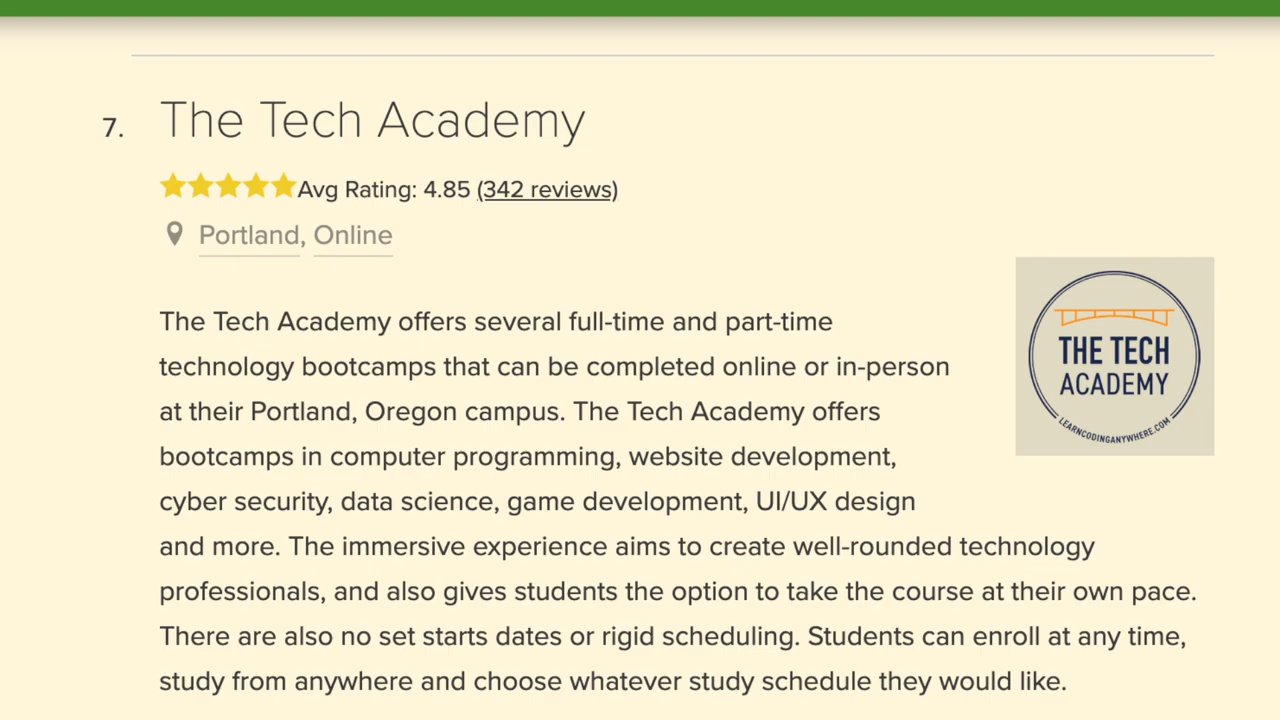 7. The Tech Academy
Avg Rating: 4.85 (342 reviews)
Portland, Online
The Tech Academy offers several full-time and part-time
technology bootcamps that can be completed online or in-person
at their Portland, Oregon campus. The Tech Academy offers
bootcamps in computer programming, website development,
cyber security, data science, game development, UI/UX design
and more. The immersive experience aims to create well-rounded technology
professionals, and also gives students the option to take the course at their own pace.
There are also no set starts dates or rigid scheduling. Students can enroll at any time,
study from anywhere and choose whatever study schedule they would like.
THE TECH
ACADEMY
LEARNCODINGANYWHERE.COM